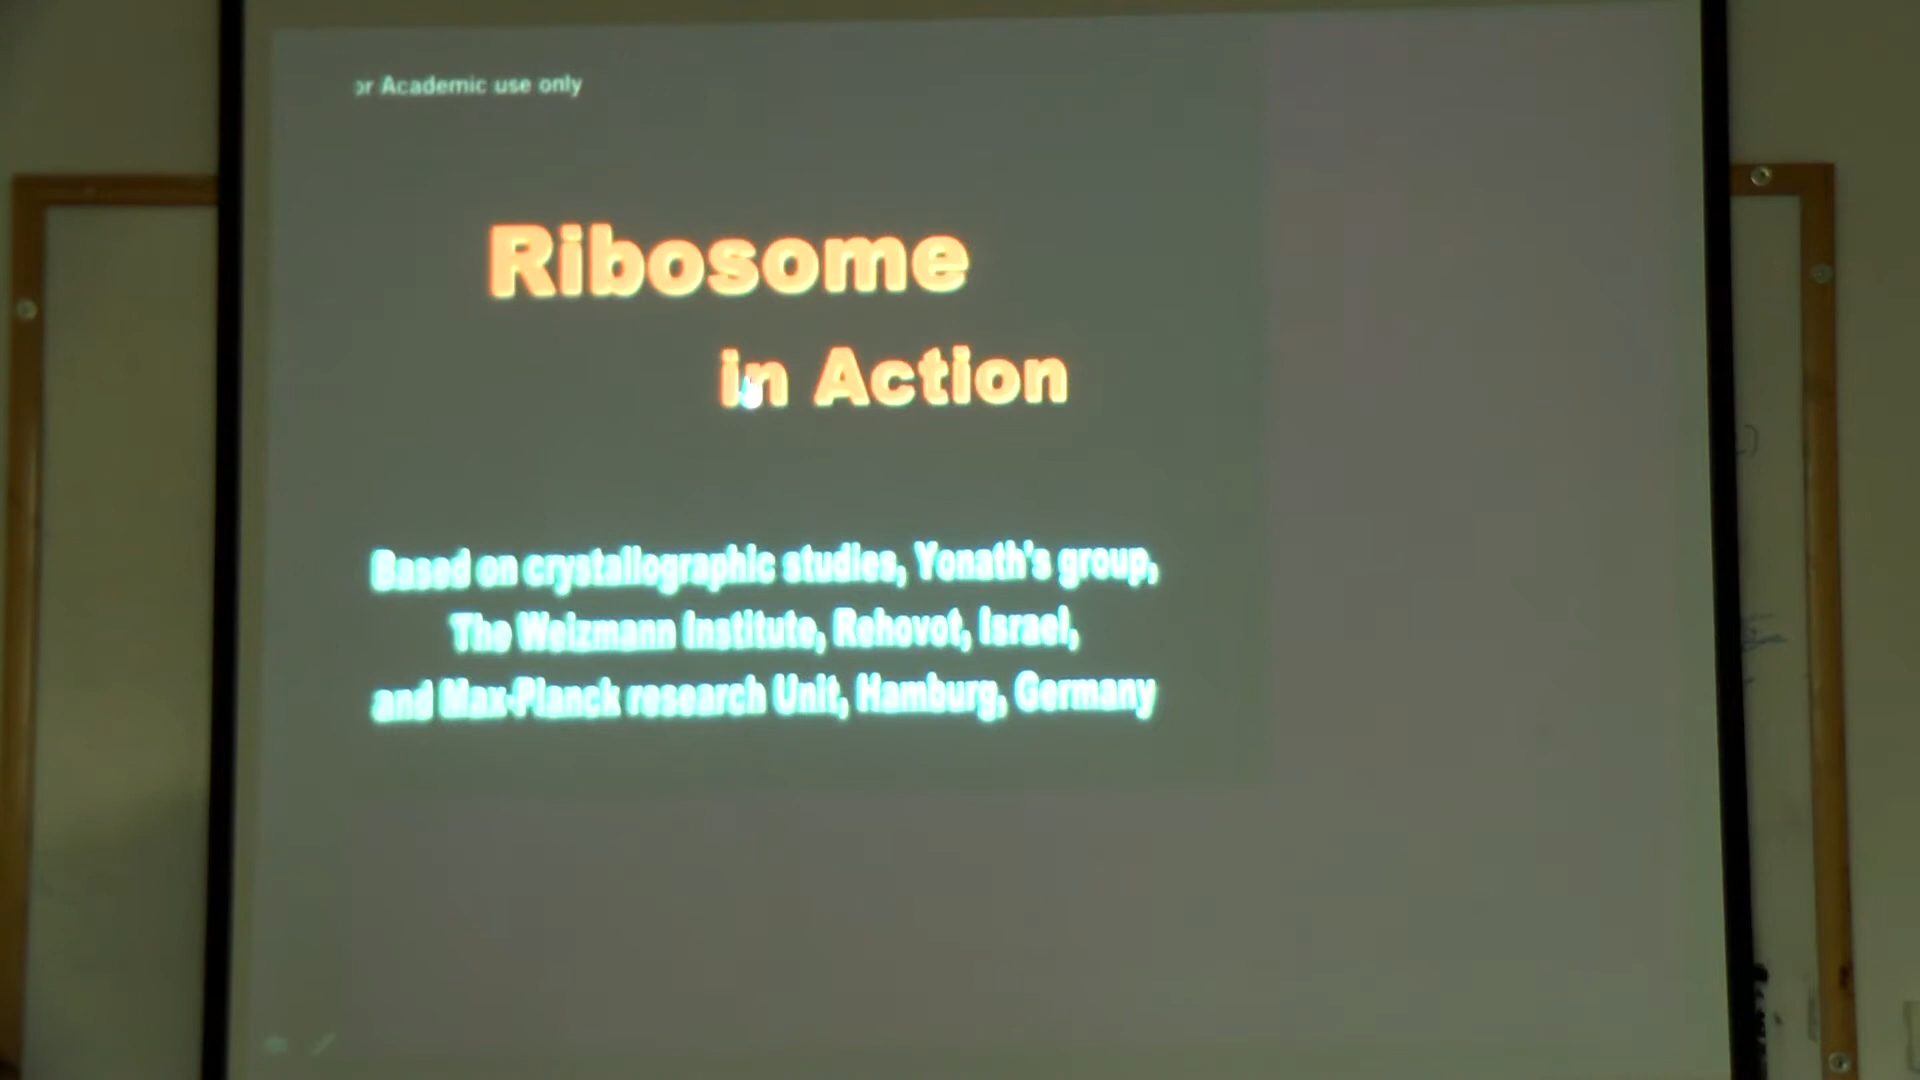 or Academic use only
Ribosome
in Action
Based on crystallographic studies, Yonath's group,
The Weizmann Institute, Rehovot, Israel,
and Max-Planck research Unit, Hamburg, Germany